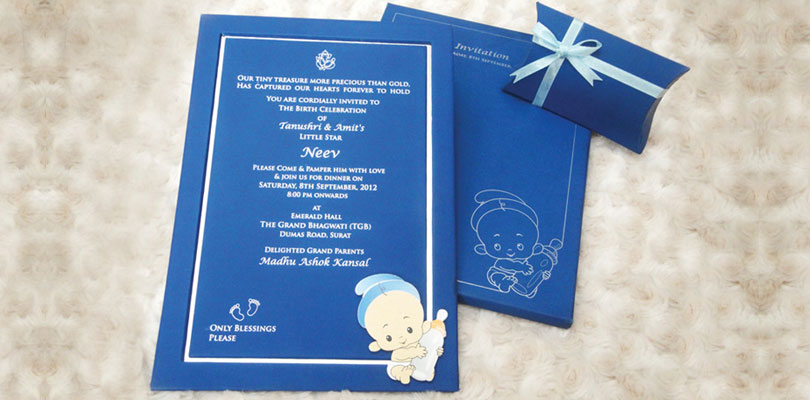 Our tiny treasure more precious than gold.
Has captured our hearts forever to hold
You are cordially invited to
The Birth Celebration
of
Tanushri & Amit's
Little Star
Neev
Please Come & Pamper him with love
& join us for dinner on
Saturday, 8th September, 2012
8:00 pm onwards
at
Emerald Hall
The Grand Bhagwati (TGB)
Dumas Road, Surat
Delighted Grand Parents
Madhu Ashok Kansal
Only Blessings
Please
Invitation
8th September,